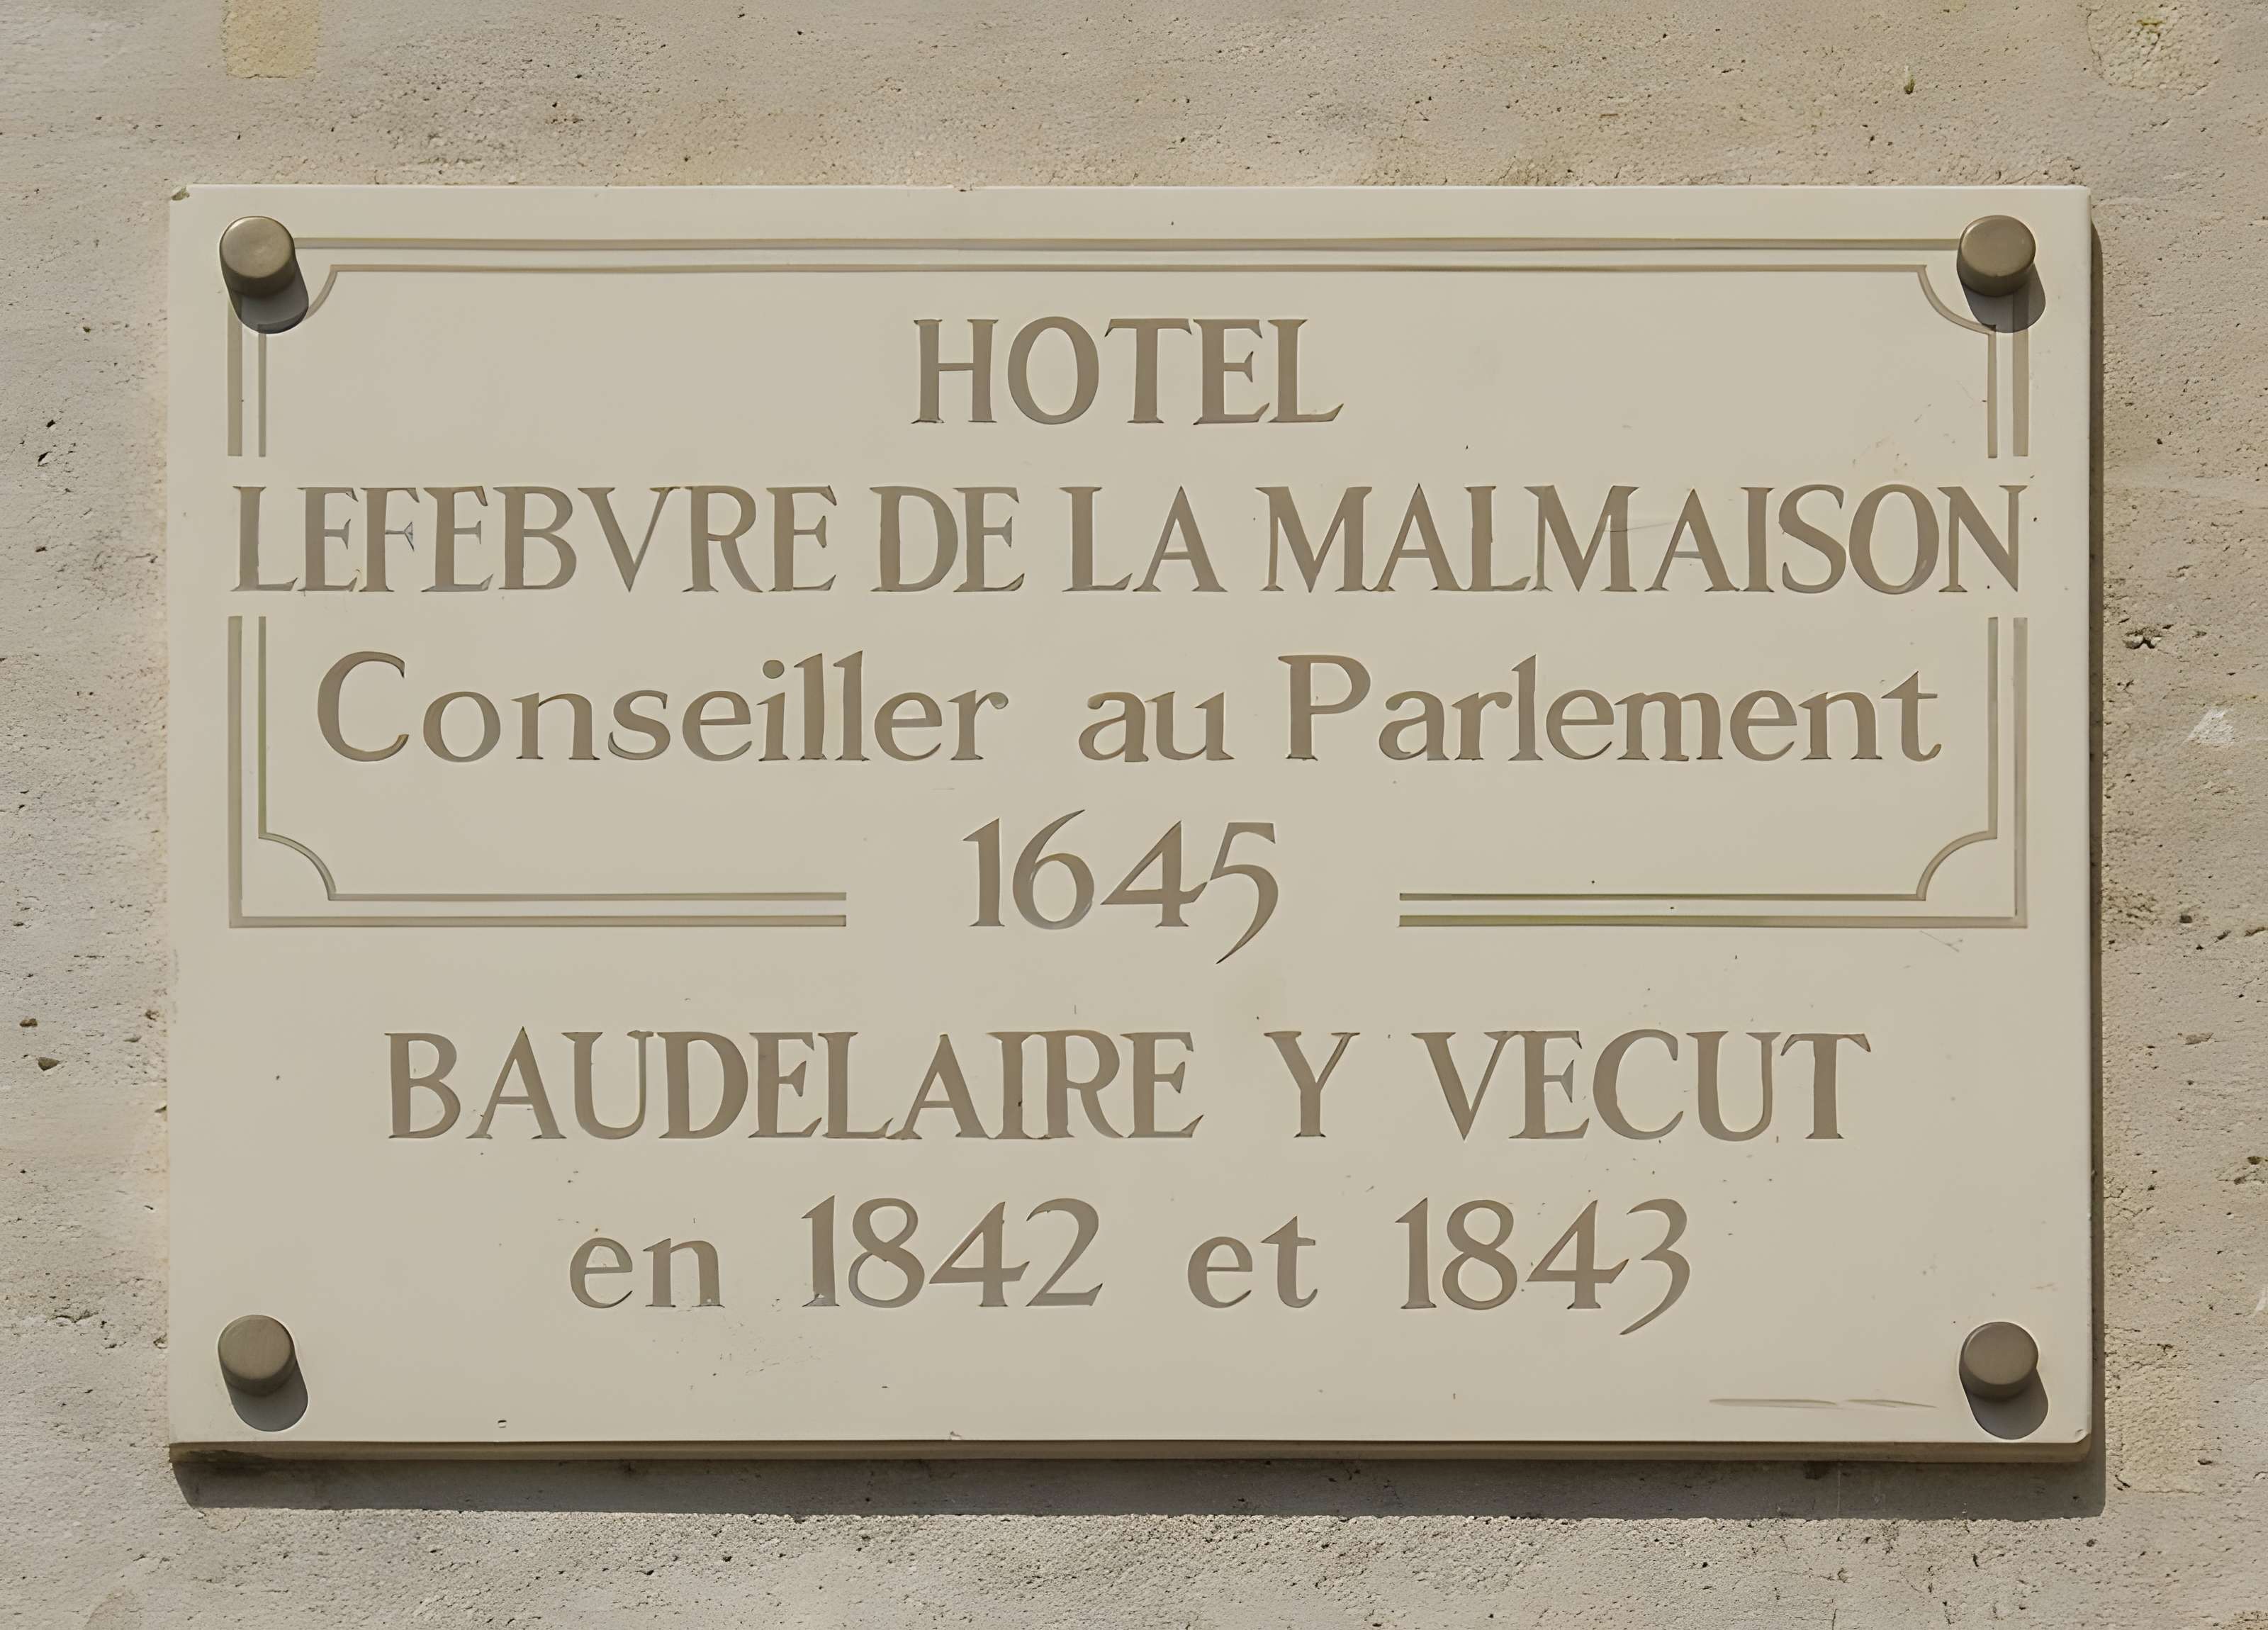 HOTEL
LEFEBVRE DE LA MALMAISON
Conseiller au Parlement
1645
BAUDELAIRE Y VECUT
en 1842 et 1843